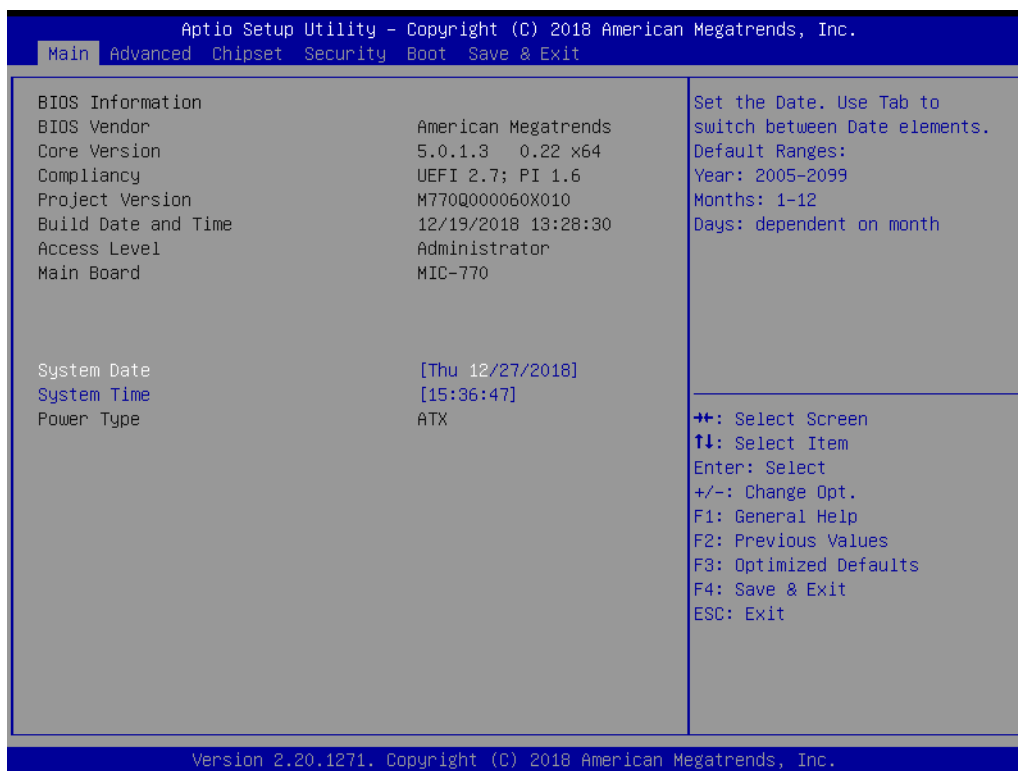 Aptio Setup Utility – Copyright (C) 2018 American Megatrends, Inc.
Main Advanced Chipset Security Boot Save & Exit
BIOS Information
BIOS Vendor American Megatrends
Core Version 5.0.1.3 0.22 x64
Compliancy UEFI 2.7; PI 1.6
Project Version M770Q000060X010
Build Date and Time 12/19/2018 13:28:30
Access Level Administrator
Main Board MIC-770
System Date [Thu 12/27/2018]
System Time [15:36:47]
Power Type ATX
Set the Date. Use Tab to
switch between Date elements.
Default Ranges:
Year: 2005-2099
Months: 1-12
Days: dependent on month
→←: Select Screen
↑↓: Select Item
Enter: Select
+/-: Change Opt.
F1: General Help
F2: Previous Values
F3: Optimized Defaults
F4: Save & Exit
ESC: Exit
Version 2.20.1271. Copyright (C) 2018 American Megatrends, Inc.